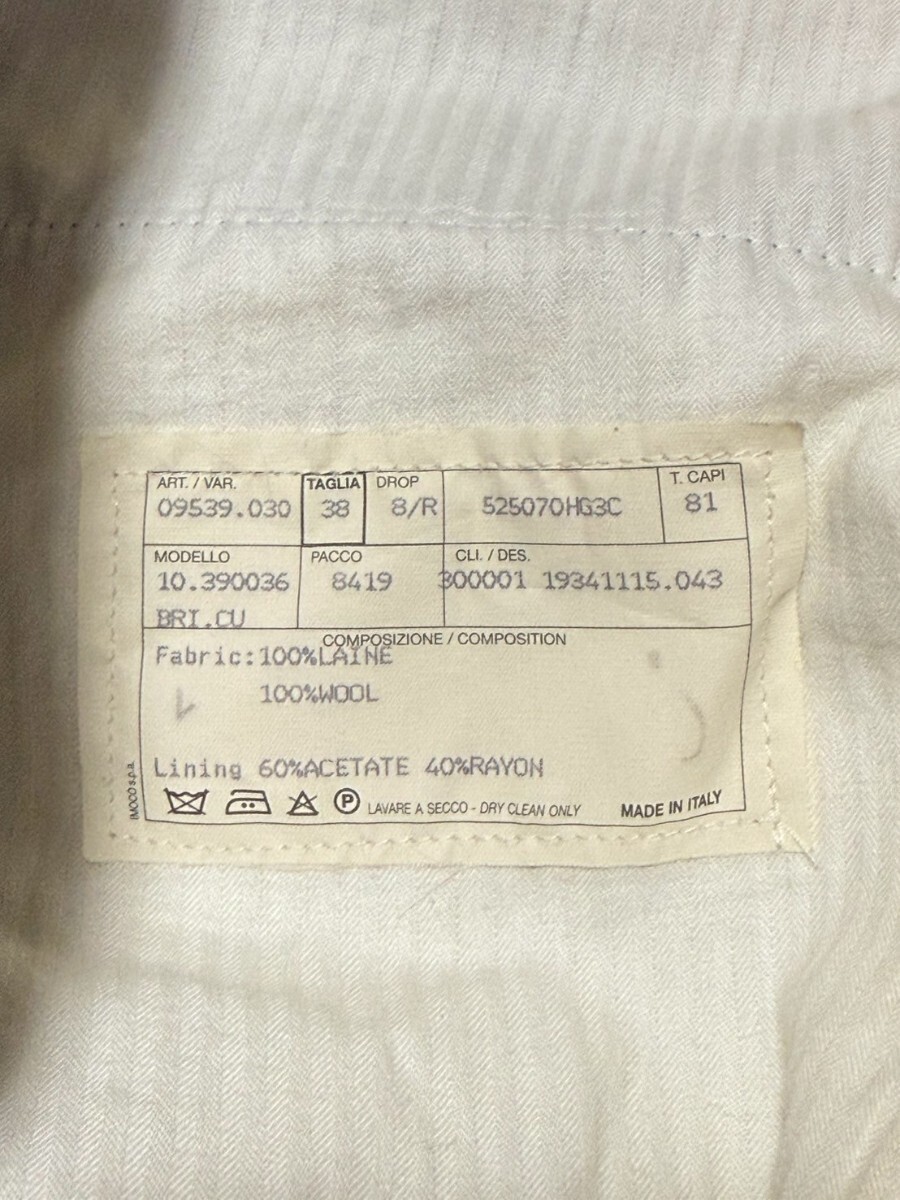 ART. / VAR. TAGLIA DROP T. CAPI
09539.030 38 8/R 525070HG3C 81
MODELLO PACCO CLI. / DES.
10.390036 8419 300001 19341115.043
BRI.CU
COMPOSIZIONE / COMPOSITION
Fabric:100%LAINE
100%WOOL
Lining 60%ACETATE 40%RAYON
P LAVARE A SECCO - DRY CLEAN ONLY MADE IN ITALY
IMOCO s.p.a.